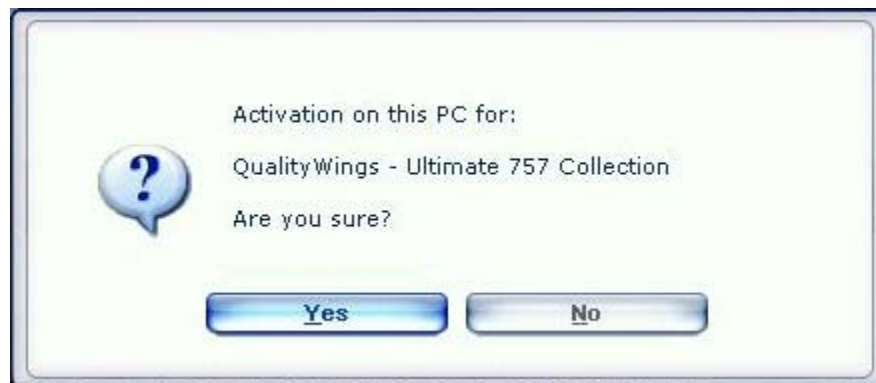 Activation on this PC for:
QualityWings - Ultimate 757 Collection
Are you sure?
Yes
No